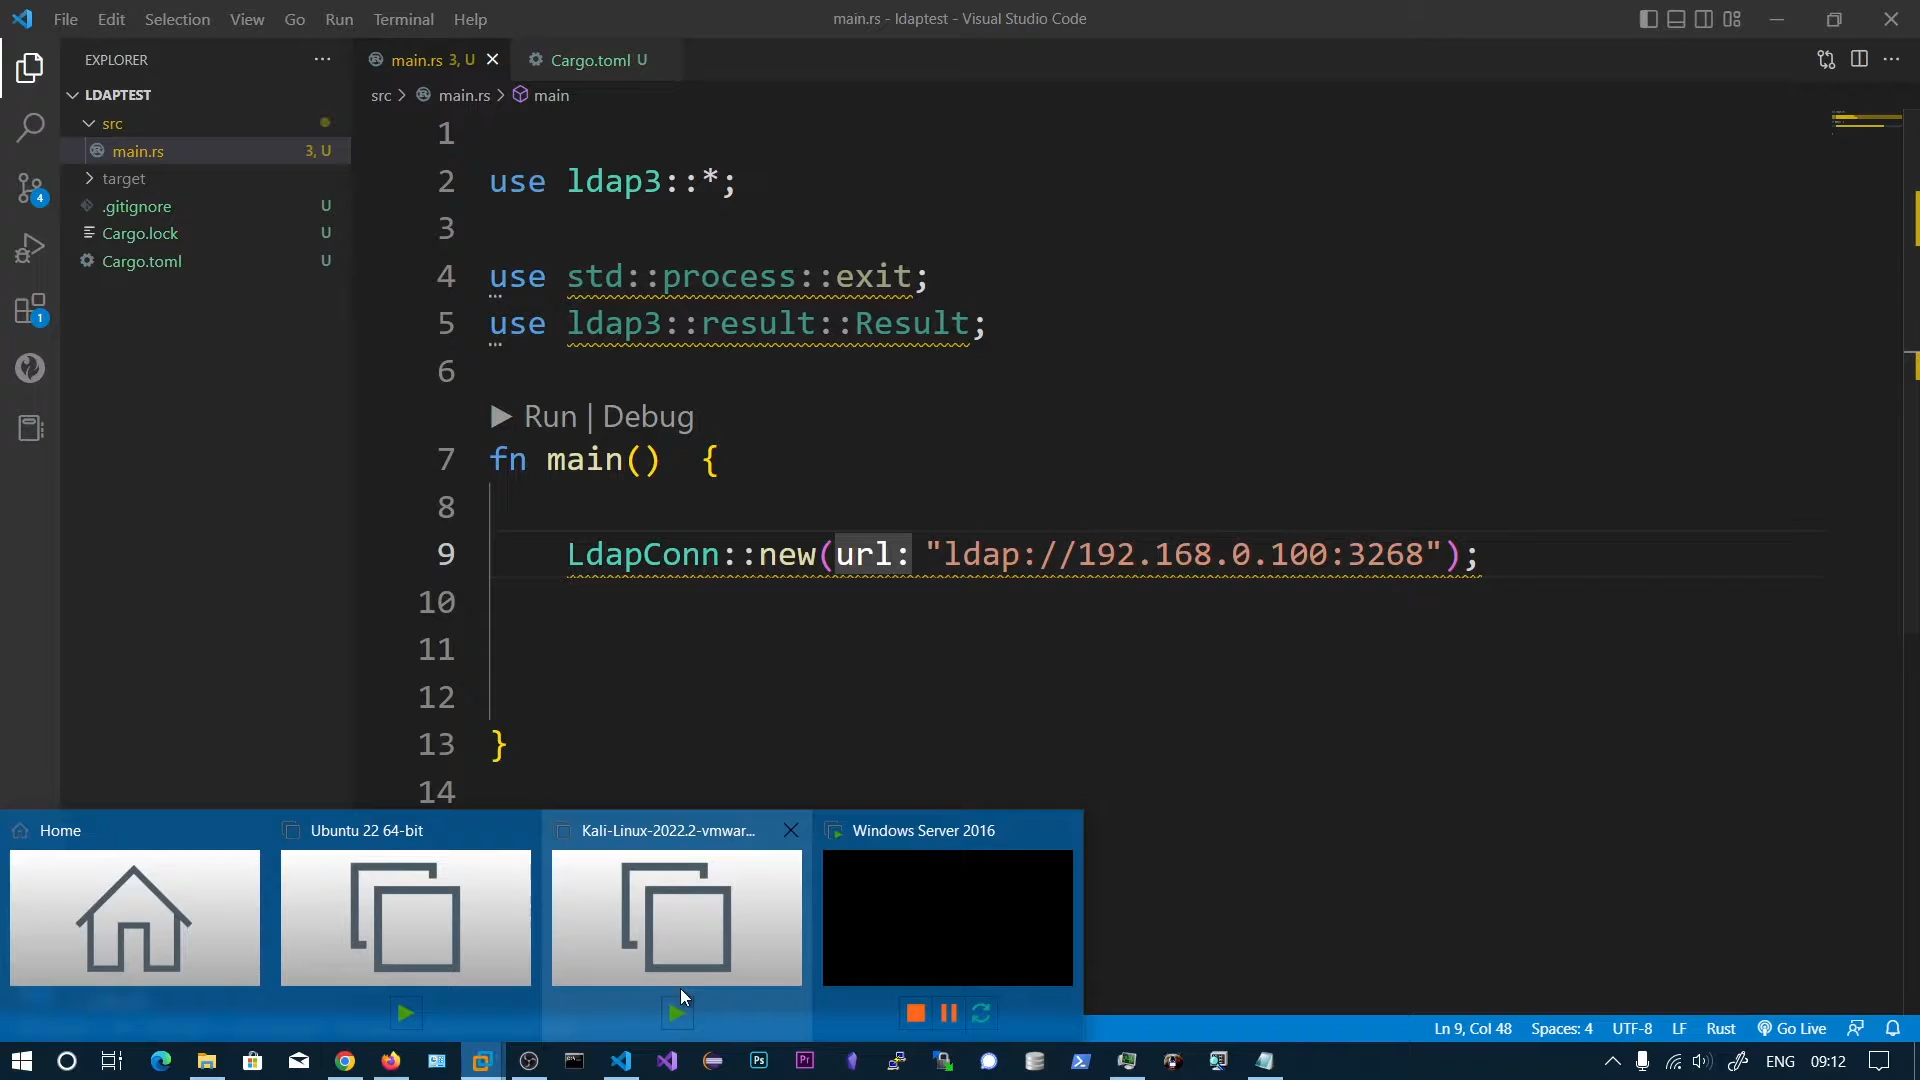 File Edit Selection View Go Run Terminal Help
main.rs - ldaptest - Visual Studio Code
EXPLORER
LDAPTEST
src
main.rs 3, U
target
.gitignore U
Cargo.lock U
Cargo.toml U
4
1
main.rs 3, U
Cargo.toml U
src > main.rs > main
1
2 use ldap3::*;
3
4 use std::process::exit;
5 use ldap3::result::Result;
6
Run | Debug
7 fn main() {
8
9 LdapConn::new(url: "ldap://192.168.0.100:3268");
10
11
12
13 }
14
Home
Ubuntu 22 64-bit
Kali-Linux-2022.2-vmwar...
Windows Server 2016
Ln 9, Col 48 Spaces: 4 UTF-8 LF Rust Go Live
Ps
Pr
ENG 09:12